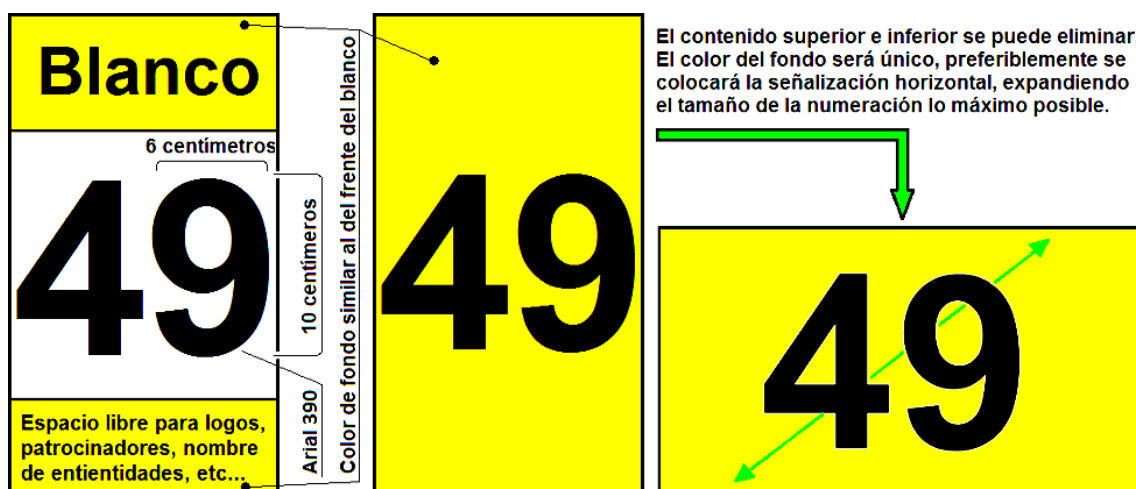 Blanco
6 centímetros
49
10 centímeros
Arial 390
Espacio libre para logos,
patrocinadores, nombre
de entientidades, etc...
Color de fondo similar al del frente del blanco
49
El contenido superior e inferior se puede eliminar.
El color del fondo será único, preferiblemente se
colocará la señalización horizontal, expandiendo
el tamaño de la numeración lo máximo posible.
49